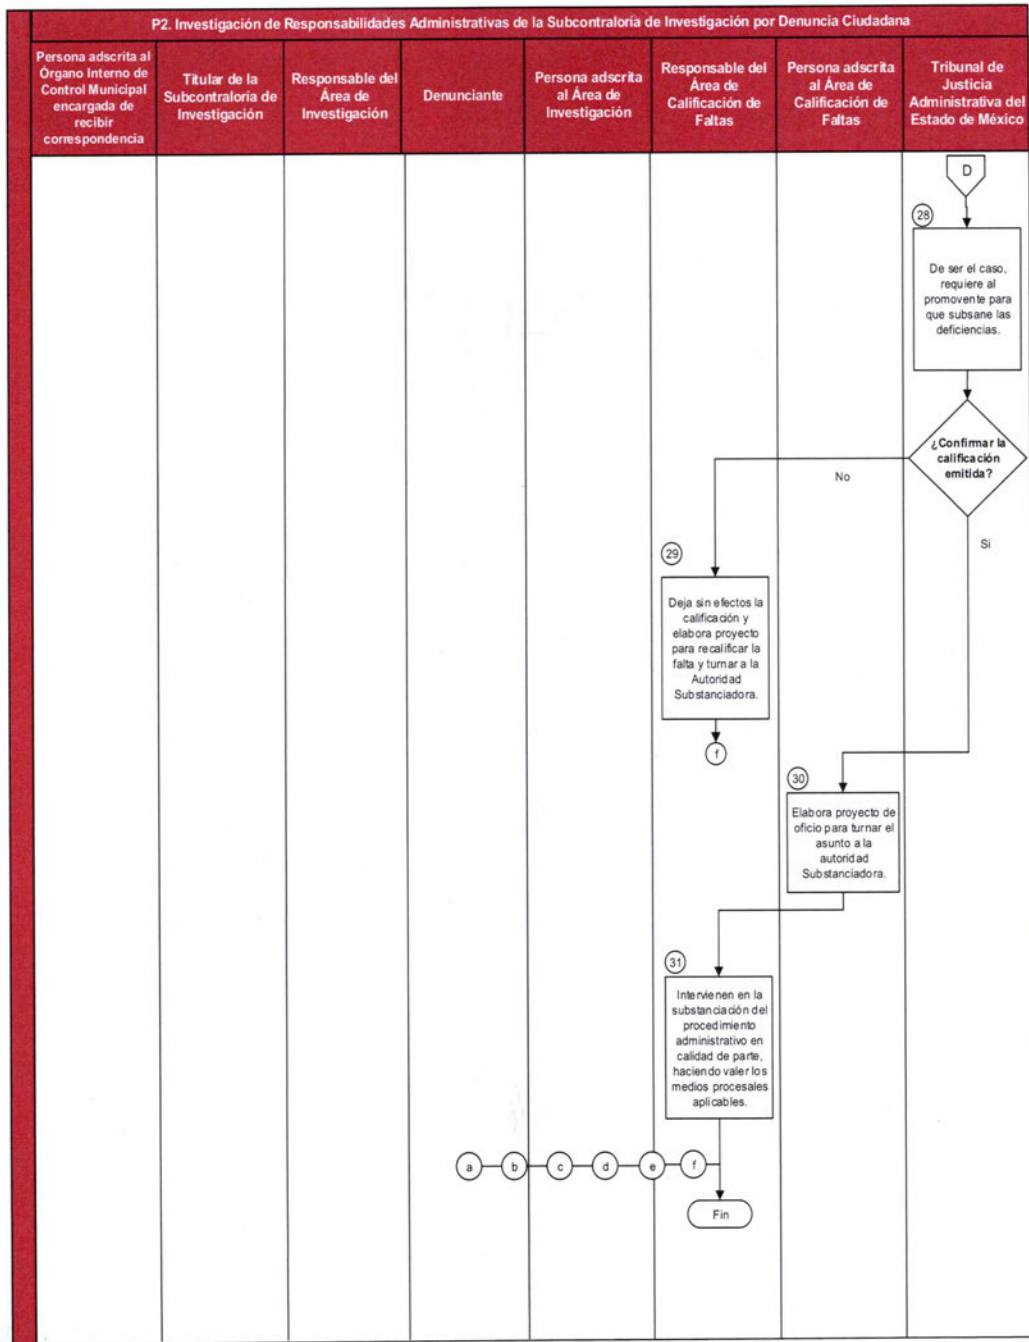 P2. Investigación de Responsabilidades Administrativas de la Subcontraloría de Investigación por Denuncia Ciudadana
Persona adscrita al
Órgano Interno de
Control Municipal
encargada de
recibir
correspondencia
Titular de la
Subcontraloría de
Investigación
Responsable del
Área de
Investigación
Denunciante
Persona adscrita
al Área de
Investigación
Responsable del
Área de
Calificación de
Faltas
Persona adscrita
al Área de
Calificación de
Faltas
Tribunal de
Justicia
Administrativa del
Estado de México
D
28
De ser el caso,
requiere al
promovente para
que subsane las
deficiencias.
¿Confirmar la
calificación
emitida?
No
Si
29
Deja sin efectos la
calificación y
elabora proyecto
para recalificar la
falta y turnar a la
Autoridad
Substanciadora.
f
30
Elabora proyecto de
oficio para turnar el
asunto a la
autoridad
Substanciadora.
31
Intervienen en la
substanciación del
procedimiento
administrativo en
calidad de parte,
haciendo valer los
medios procesales
aplicables.
a b c d e f
Fin